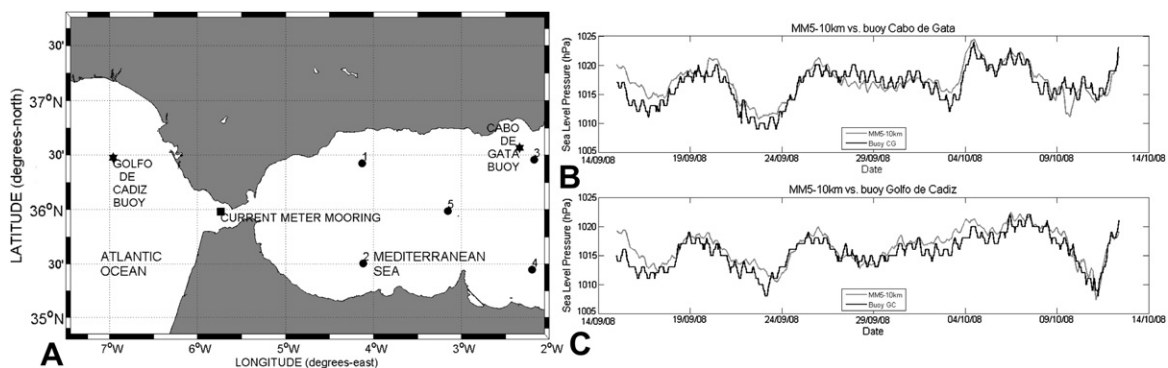 30'
37°N
30'
36°N
30'
35°N
LATITUDE (degrees-north)
7°W
6°W
5°W
4°W
3°W
2°W
LONGITUDE (degrees-east)
GOLFO
DE
CADIZ
BUOY
CABO
DE
GATA
BUOY
1
3
5
2
4
CURRENT METER MOORING
ATLANTIC
OCEAN
MEDITERRANEAN
SEA
A
MM5-10km vs. buoy Cabo de Gata
Sea Level Pressure (hPa)
1025
1020
1015
1010
1005
14/09/08
19/09/08
24/09/08
29/09/08
04/10/08
09/10/08
14/10/08
Date
MM5-10km
Buoy CG
B
MM5-10km vs. buoy Golfo de Cadiz
Sea Level Pressure (hPa)
1025
1020
1015
1010
1005
14/09/08
19/09/08
24/09/08
29/09/08
04/10/08
09/10/08
14/10/08
Date
MM5-10km
Buoy GC
C